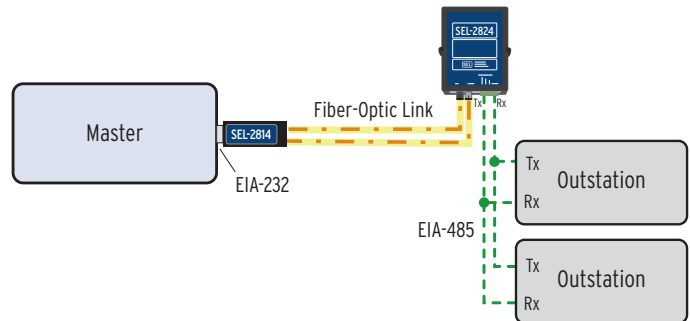 SEL-2824
SEL
Tx Rx
Fiber-Optic Link
Master
SEL-2814
EIA-232
Tx
Outstation
Rx
EIA-485
Tx
Outstation
Rx